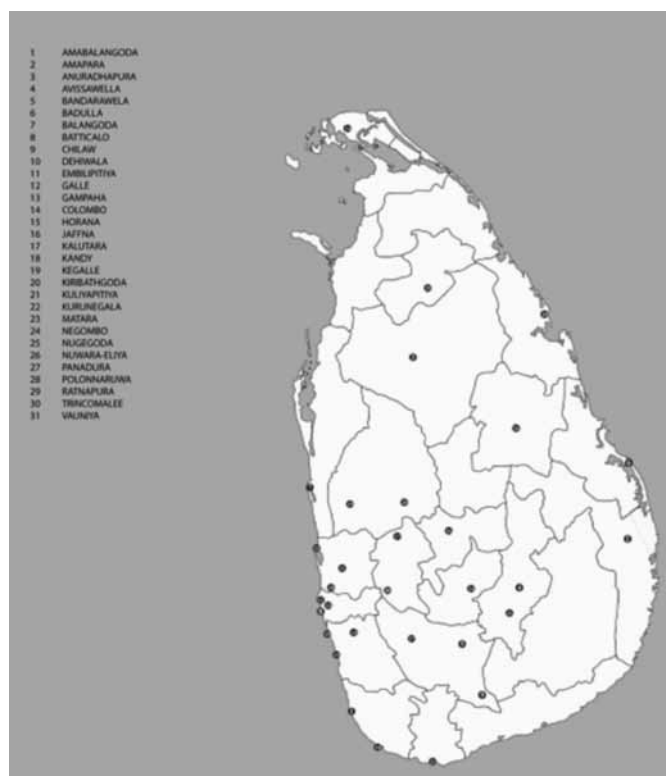 1 AMABALANGODA
2 AMAPARA
3 ANURADHAPURA
4 AVISSAWELLA
5 BANDARAWELA
6 BADULLA
7 BALANGODA
8 BATTICALO
9 CHILAW
10 DEHIWALA
11 EMBILIPITIYA
12 GALLE
13 GAMPAHA
14 COLOMBO
15 HORANA
16 JAFFNA
17 KALUTARA
18 KANDY
19 KEGALLE
20 KIRIBATHGODA
21 KULIYAPITIYA
22 KURUNEGALA
23 MATARA
24 NEGOMBO
25 NUGEGODA
26 NUWARA-ELIYA
27 PANADURA
28 POLONNARUWA
29 RATNAPURA
30 TRINCOMALEE
31 VAUNIYA